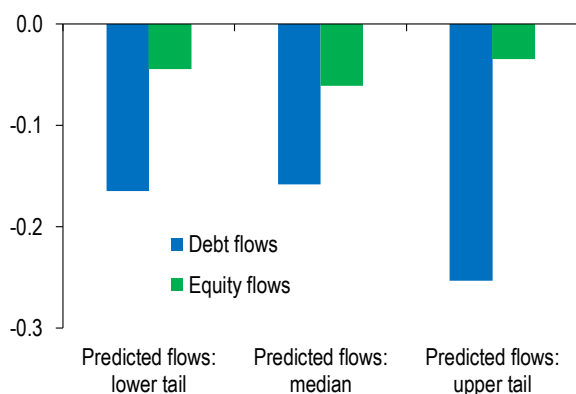 0.0
-0.1
-0.2
-0.3
Debt flows
Equity flows
Predicted flows:
lower tail
Predicted flows:
median
Predicted flows:
upper tail